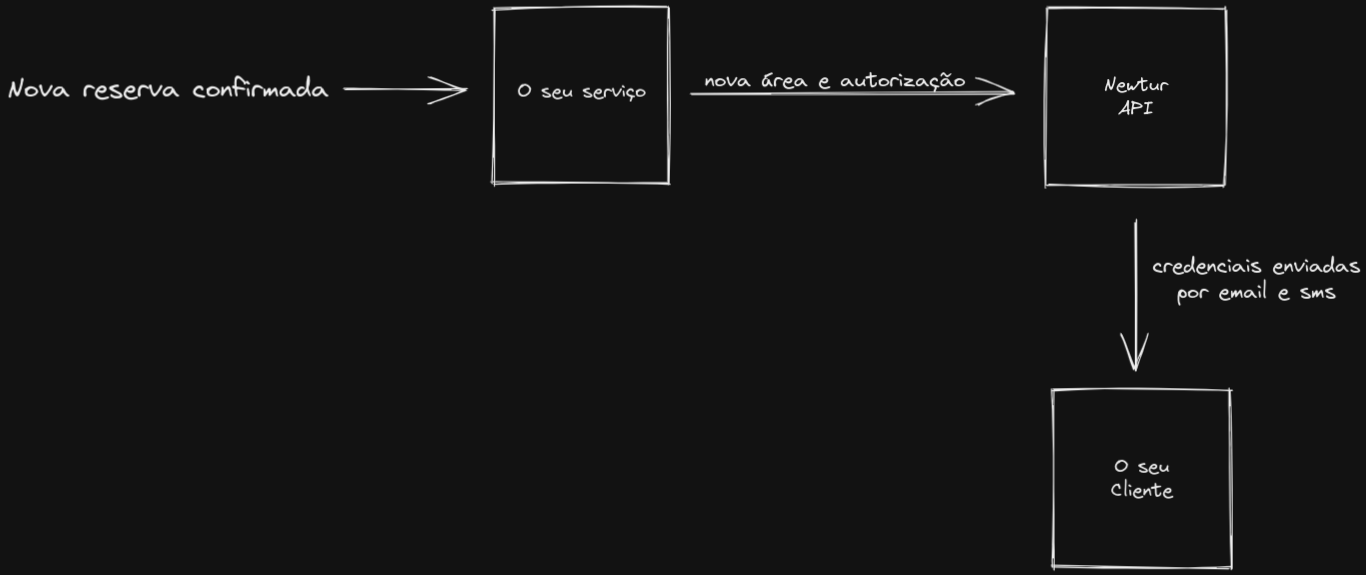 Nova reserva confirmada
O seu serviço
nova área e autorização
Newtur
API
credenciais enviadas
por email e sms
O seu
Cliente